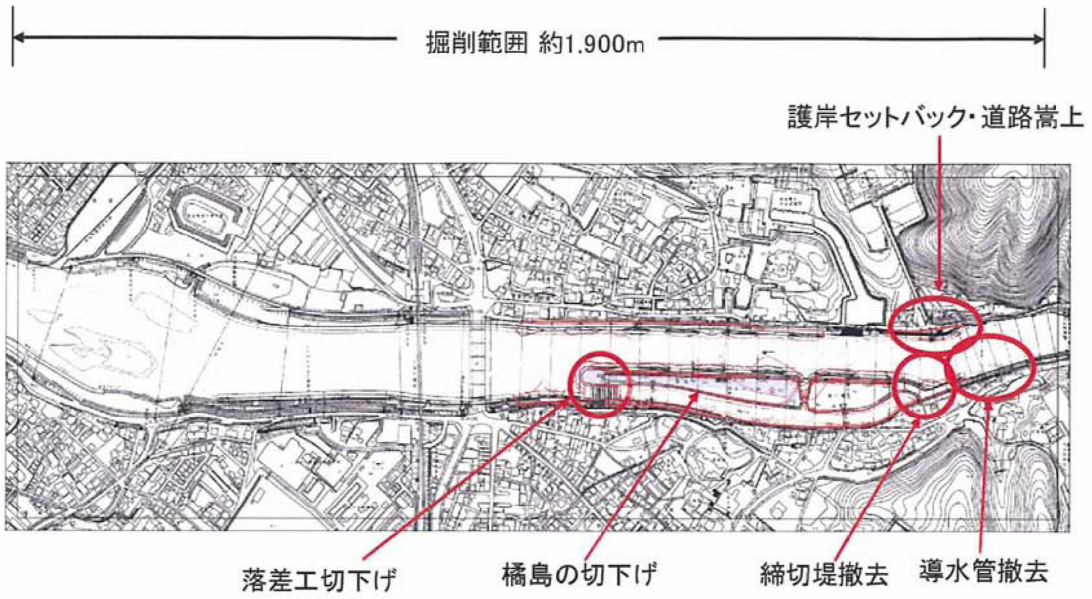 掘削範囲 約1,900m
護岸セットバック・道路嵩上
落差工切下げ
橘島の切下げ
締切堤撤去
導水管撤去